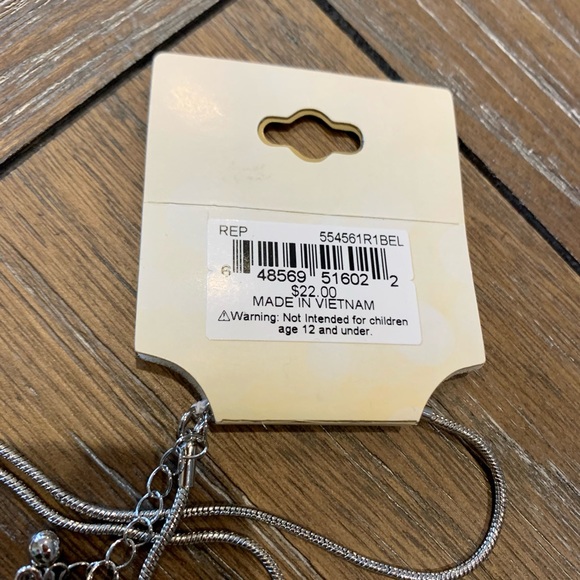 REP 554561R1BEL
6 48569 51602 2
$22.00
MADE IN VIETNAM
⚠Warning: Not Intended for children
age 12 and under.